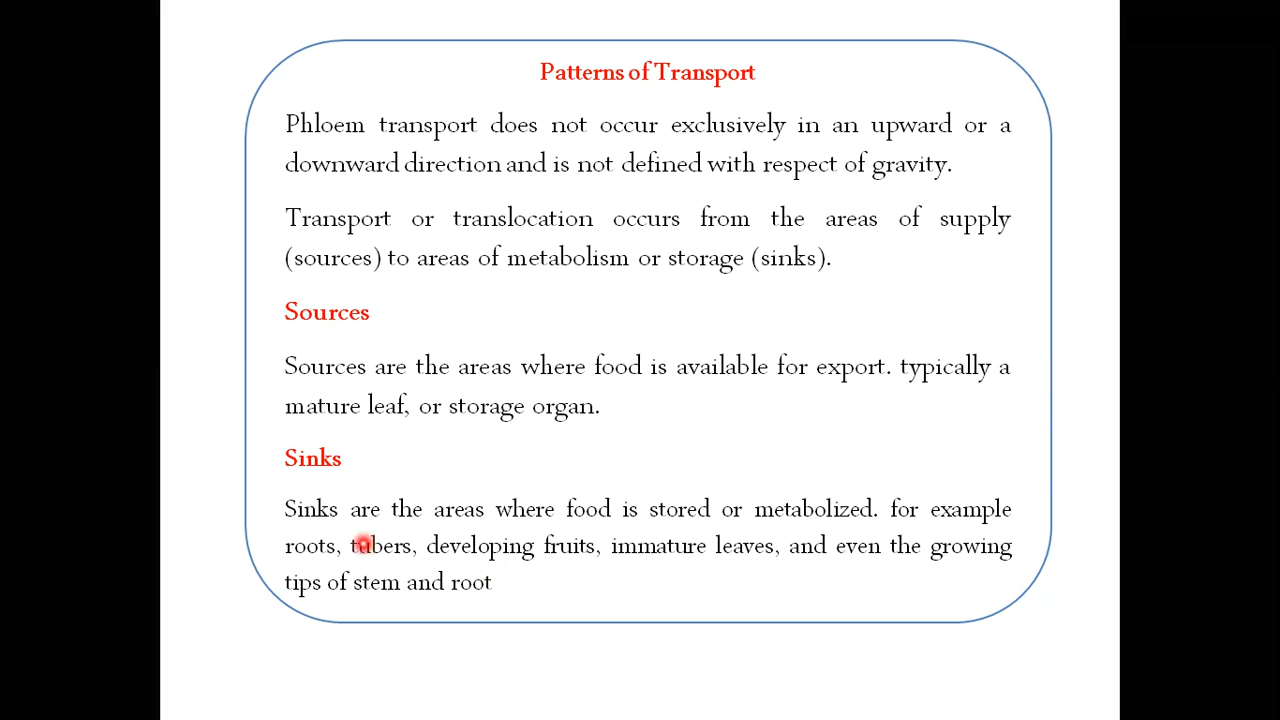 Patterns of Transport
Phloem transport does not occur exclusively in an upward or a
downward direction and is not defined with respect of gravity.
Transport or translocation occurs from the areas of supply
(sources) to areas of metabolism or storage (sinks).
Sources
Sources are the areas where food is available for export. typically a
mature leaf, or storage organ.
Sinks
Sinks are the areas where food is stored or metabolized. for example
roots, tubers, developing fruits, immature leaves, and even the growing
tips of stem and root